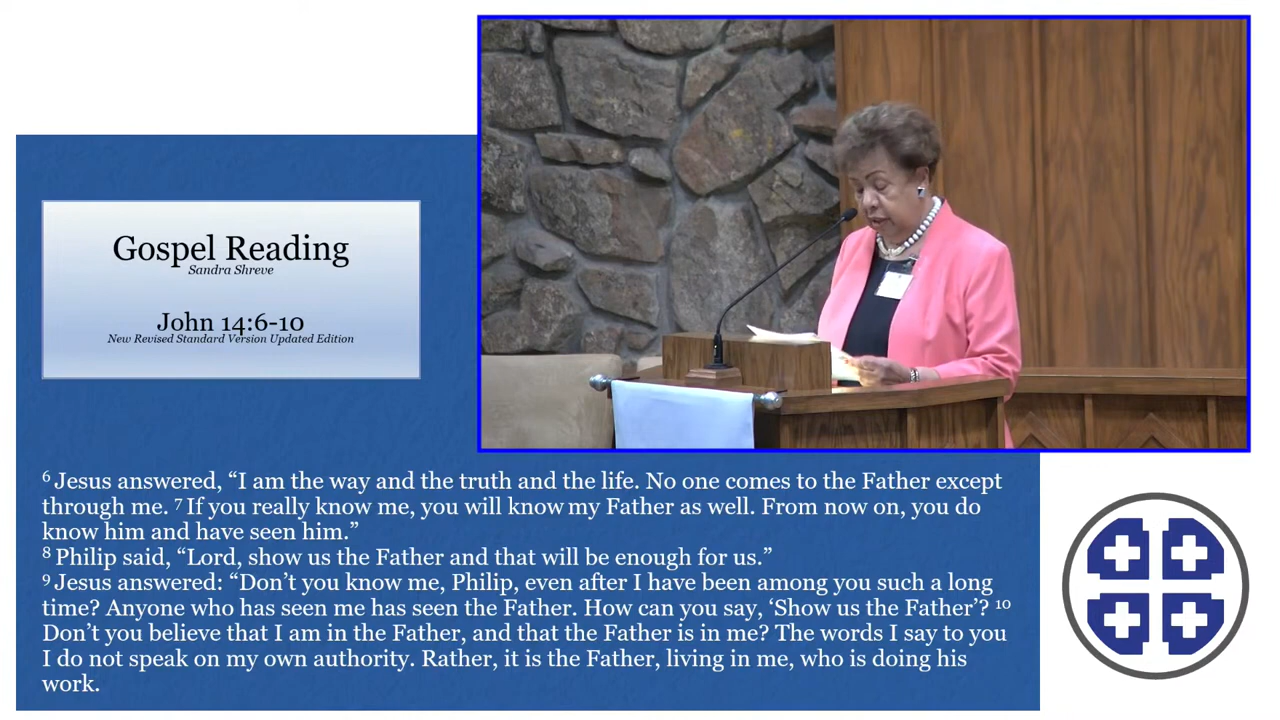 Gospel Reading
Sandra Shreve
John 14:6-10
New Revised Standard Version Updated Edition
6 Jesus answered, “I am the way and the truth and the life. No one comes to the Father except
through me. 7 If you really know me, you will know my Father as well. From now on, you do
know him and have seen him.”
8 Philip said, “Lord, show us the Father and that will be enough for us.”
9 Jesus answered: “Don’t you know me, Philip, even after I have been among you such a long
time? Anyone who has seen me has seen the Father. How can you say, ‘Show us the Father’? 10
Don’t you believe that I am in the Father, and that the Father is in me? The words I say to you
I do not speak on my own authority. Rather, it is the Father, living in me, who is doing his
work.